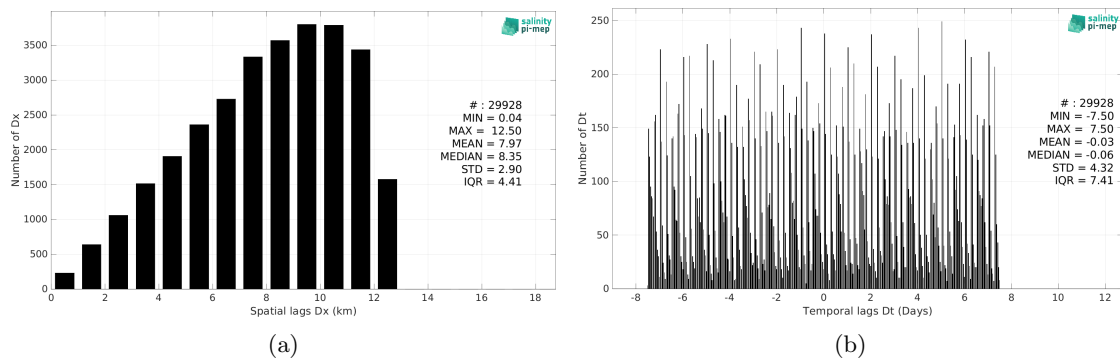 salinity
pi-mep
Number of Dx
3500
3000
2500
2000
1500
1000
500
0
# : 29928
MIN = 0.04
MAX = 12.50
MEAN = 7.97
MEDIAN = 8.35
STD = 2.90
IQR = 4.41
0 2 4 6 8 10 12 14 16 18
Spatial lags Dx (km)
(a)
salinity
pi-mep
Number of Dt
250
200
150
100
50
0
# : 29928
MIN = -7.50
MAX = 7.50
MEAN = -0.03
MEDIAN = -0.06
STD = 4.32
IQR = 7.41
-8 -6 -4 -2 0 2 4 6 8 10 12
Temporal lags Dt (Days)
(b)